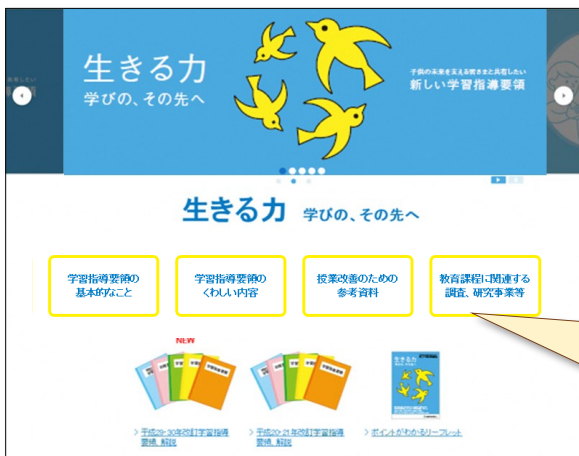 生きる力
学びの、その先へ
子供の未来を支える皆さまと共有したい
新しい学習指導要領
生きる力 学びの、その先へ
学習指導要領の
基本的なこと
学習指導要領の
くわしい内容
授業改善のための
参考資料
教育課程に関連する
調査、研究事業等
NEW
> 平成29・30年改訂学習指導
要領、解説
> 平成20・21年改訂学習指導
要領、解説
> ポイントがわかるリーフレット
生きる力